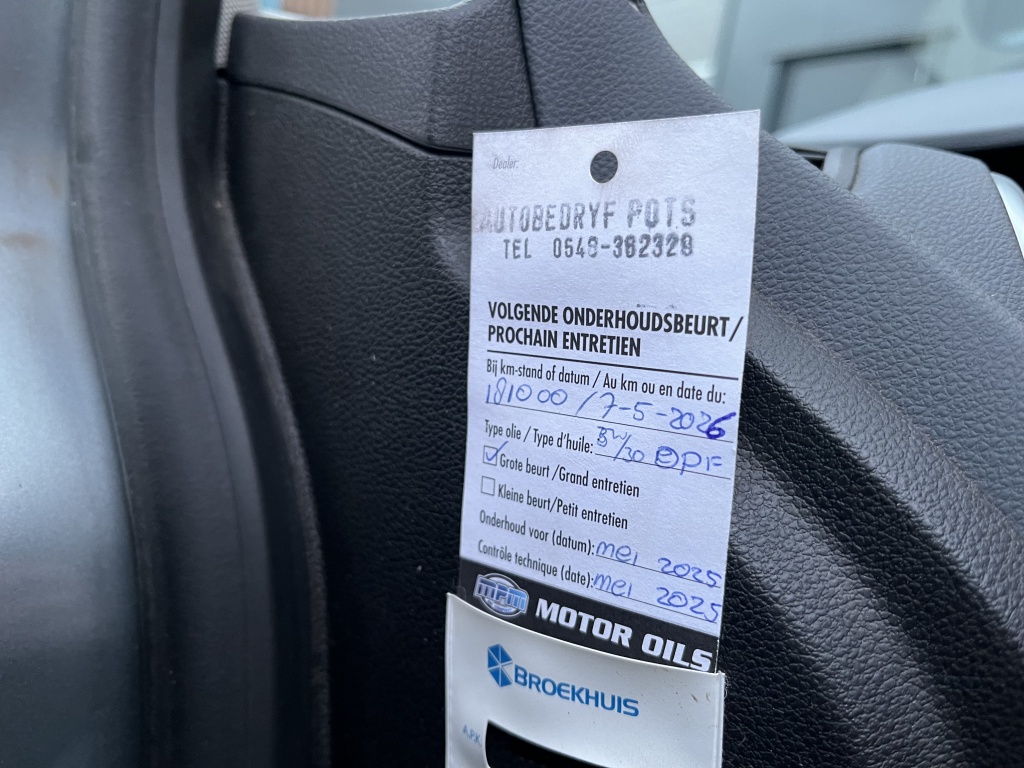 Dealer:
AUTOBEDRYF POTS
TEL 0548-362328
VOLGENDE ONDERHOUDSBEURT/
PROCHAIN ENTRETIEN
Bij km-stand of datum / Au km ou en date du:
181000 / 7-5-2026
Type olie / Type d'huile: 5W/30 DPF
Grote beurt /Grand entretien
Kleine beurt/Petit entretien
Onderhoud voor (datum): mei 2025
Contrôle technique (date): mei 2025
MPM MOTOR OILS
BROEKHUIS
A.P.K.